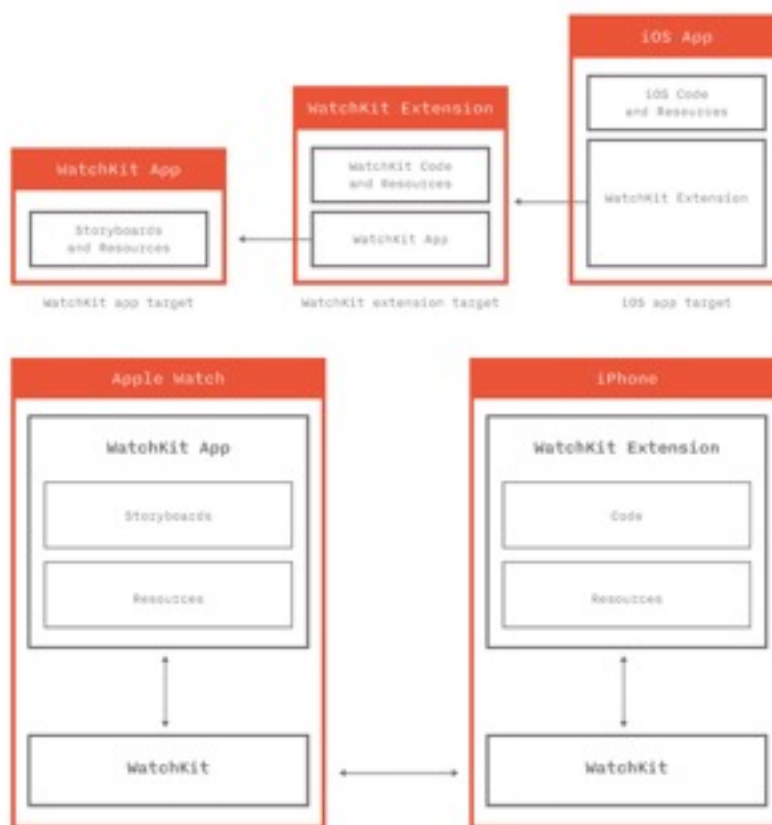 iOS App
iOS Code
and Resources
WatchKit Extension
iOS app target
WatchKit Extension
WatchKit Code
and Resources
WatchKit App
WatchKit extension target
WatchKit App
Storyboards
and Resources
WatchKit app target
Apple Watch
WatchKit App
Storyboards
Resources
WatchKit
iPhone
WatchKit Extension
Code
Resources
WatchKit